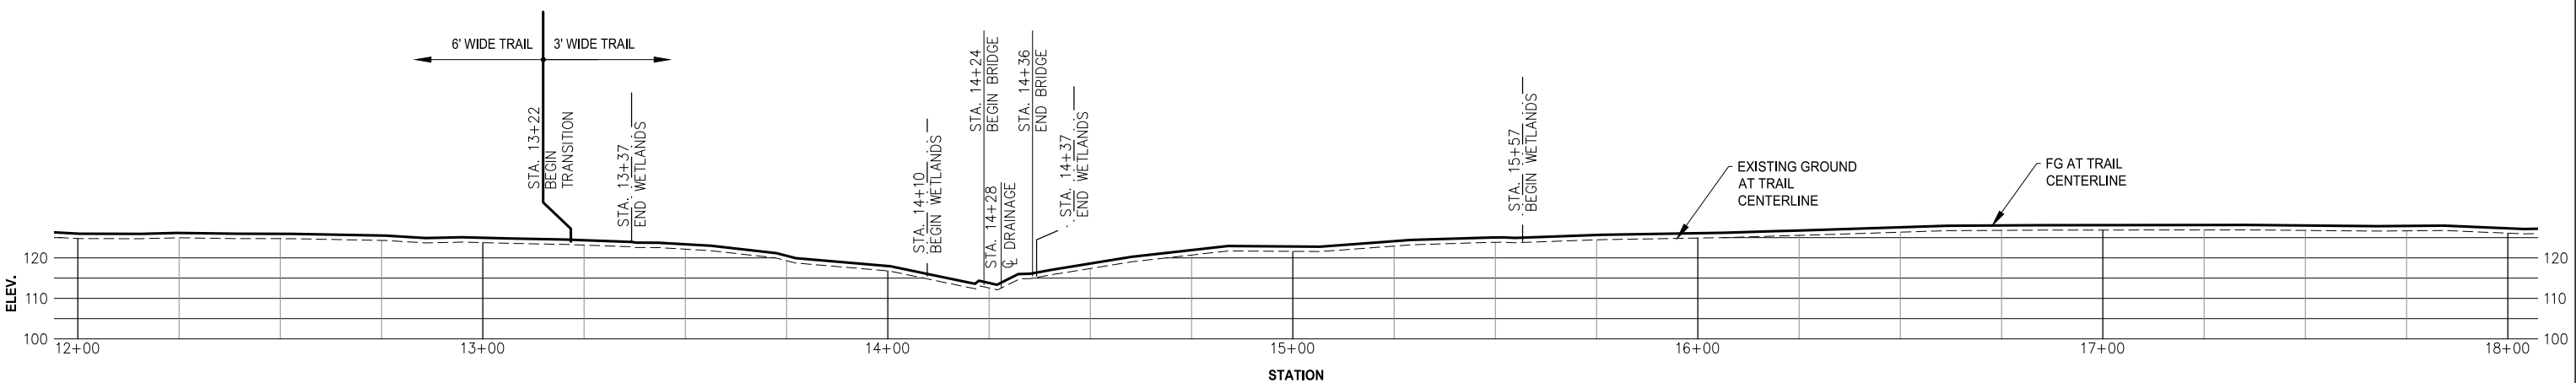 6' WIDE TRAIL
3' WIDE TRAIL
STA. 13+22
BEGIN
TRANSITION
STA. 13+37
END WETLANDS
STA. 14+10
BEGIN WETLANDS
STA. 14+24
BEGIN BRIDGE
STA. 14+28
℄ DRAINAGE
STA. 14+36
END BRIDGE
STA. 14+37
END WETLANDS
STA. 15+57
BEGIN WETLANDS
EXISTING GROUND
AT TRAIL
CENTERLINE
FG AT TRAIL
CENTERLINE
ELEV.
120
110
100
120
110
100
12+00
13+00
14+00
15+00
16+00
17+00
18+00
STATION